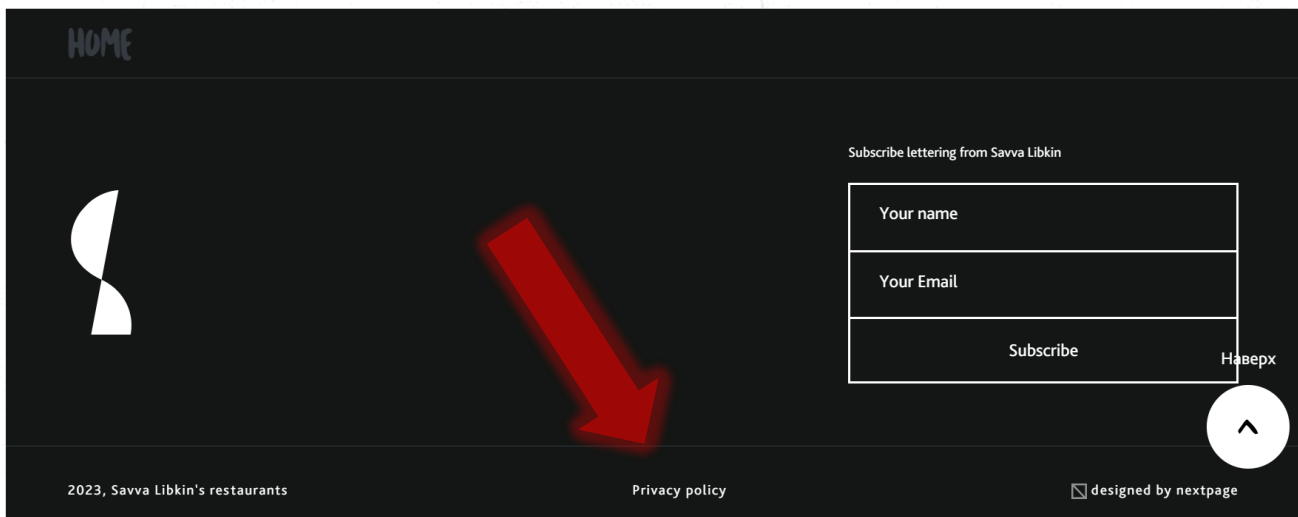 HOME
Subscribe lettering from Savva Libkin
Your name
Your Email
Subscribe
Наверх
2023, Savva Libkin's restaurants
Privacy policy
designed by nextpage